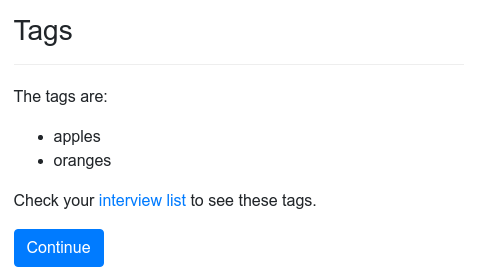 Tags
The tags are:
apples
oranges
Check your interview list to see these tags.
Continue